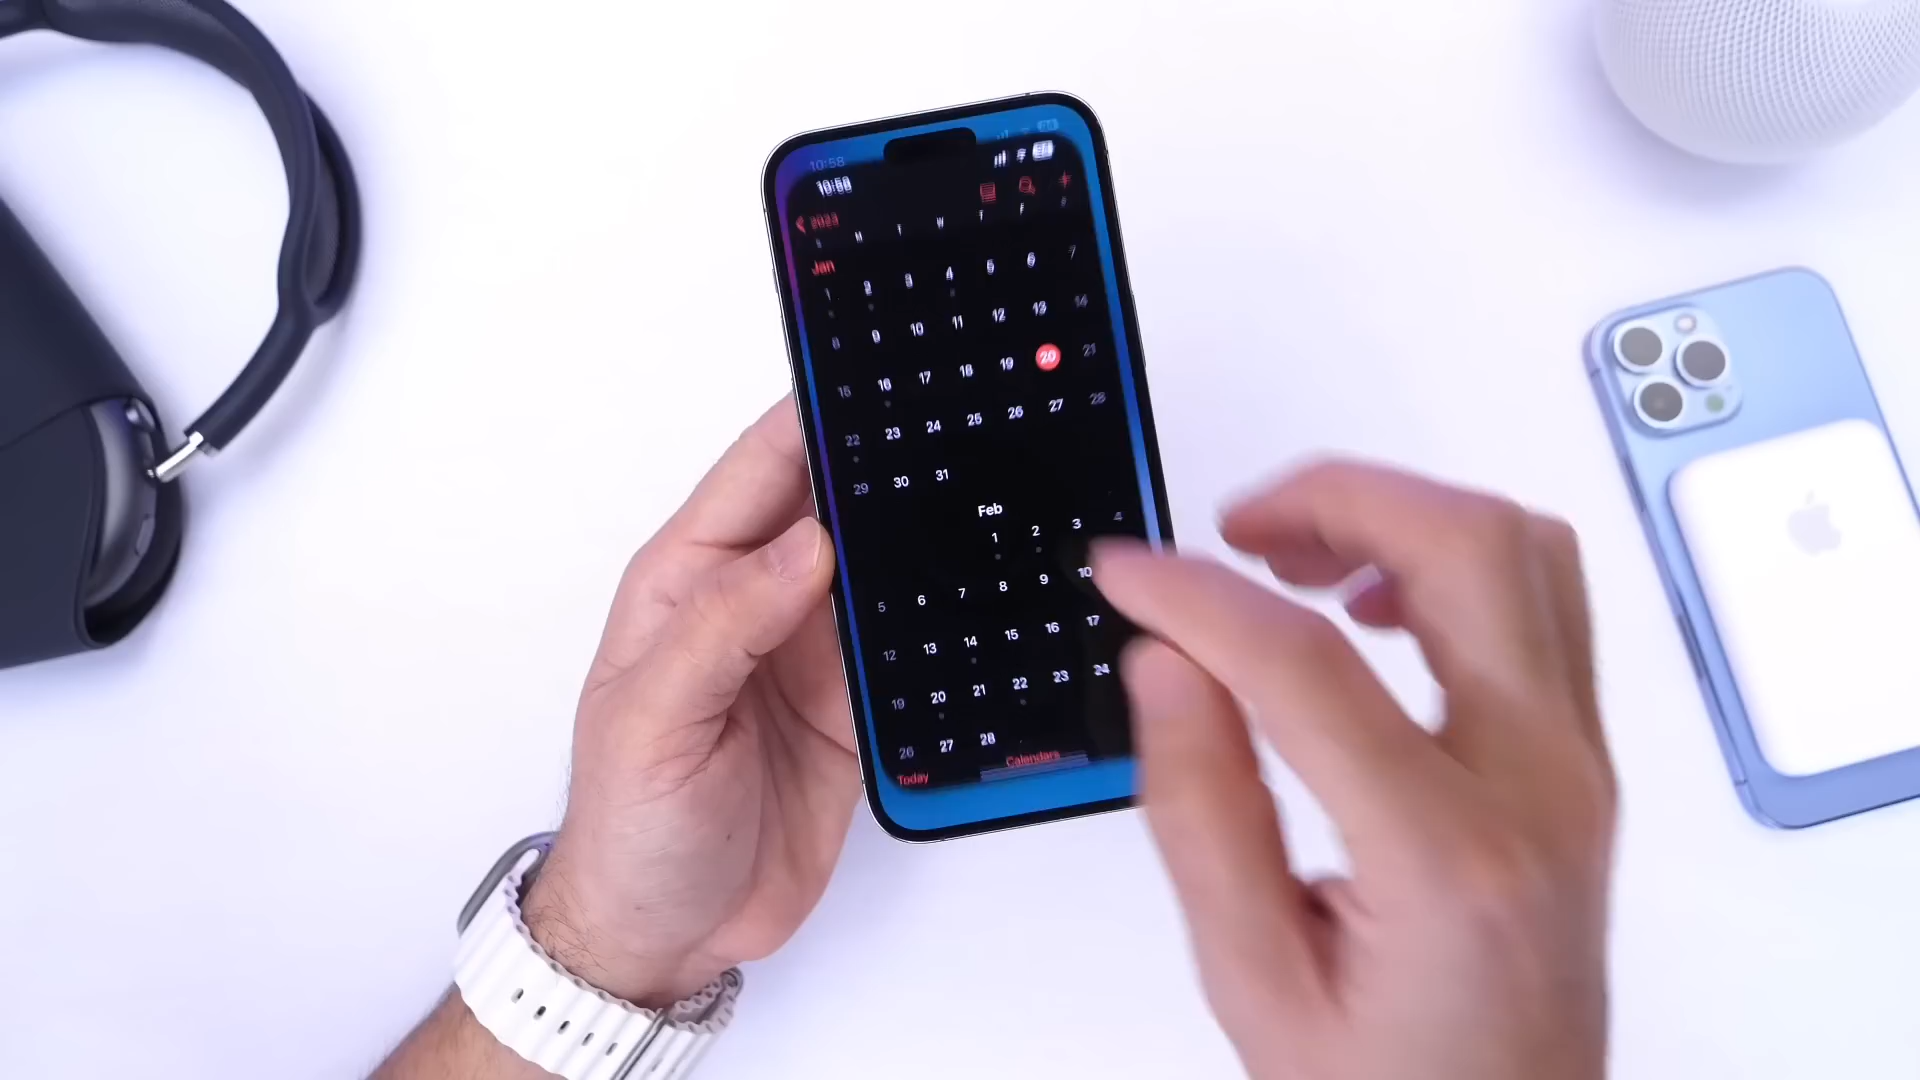 10:58
10:58
2023
S M T W T F S
Jan
1 2 3 4 5 6 7
8 9 10 11 12 13 14
15 16 17 18 19 20 21
22 23 24 25 26 27 28
29 30 31
Feb
1 2 3 4
5 6 7 8 9 10
12 13 14 15 16 17
19 20 21 22 23 24
26 27 28
Today Calendars